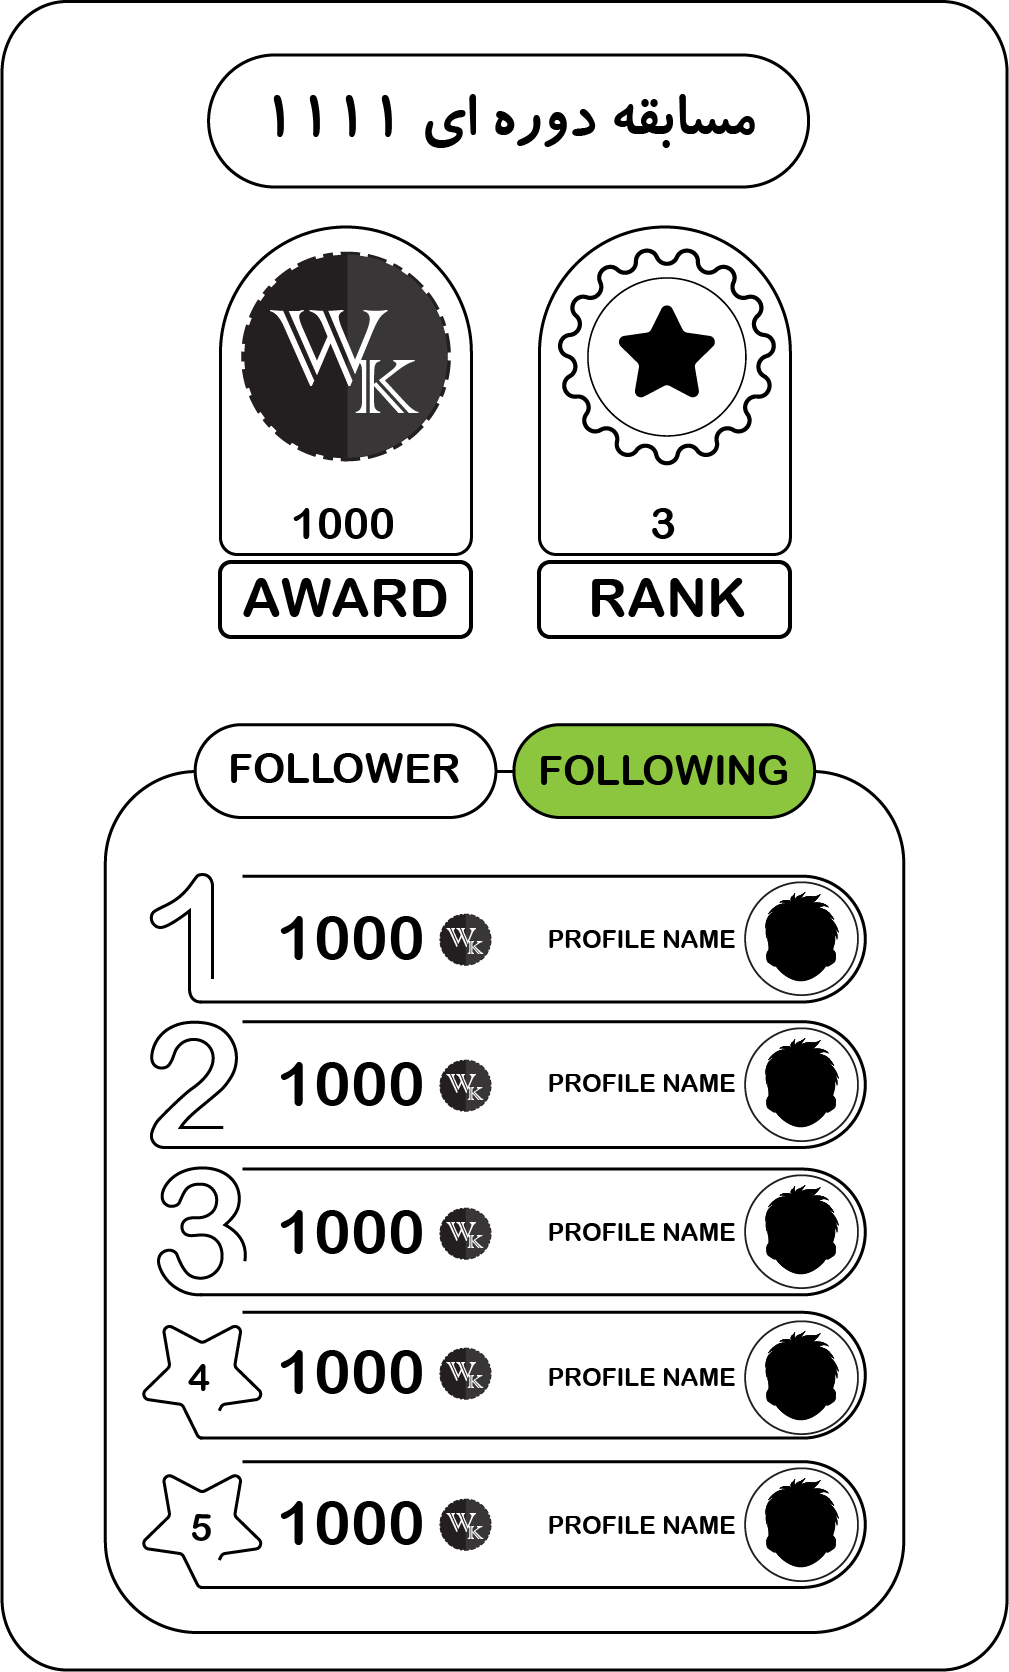 مسابقه دوره ای ۱۱۱۱
WK
1000
3
AWARD
RANK
FOLLOWER
FOLLOWING
1 1000 WK PROFILE NAME
2 1000 WK PROFILE NAME
3 1000 WK PROFILE NAME
4 1000 WK PROFILE NAME
5 1000 WK PROFILE NAME